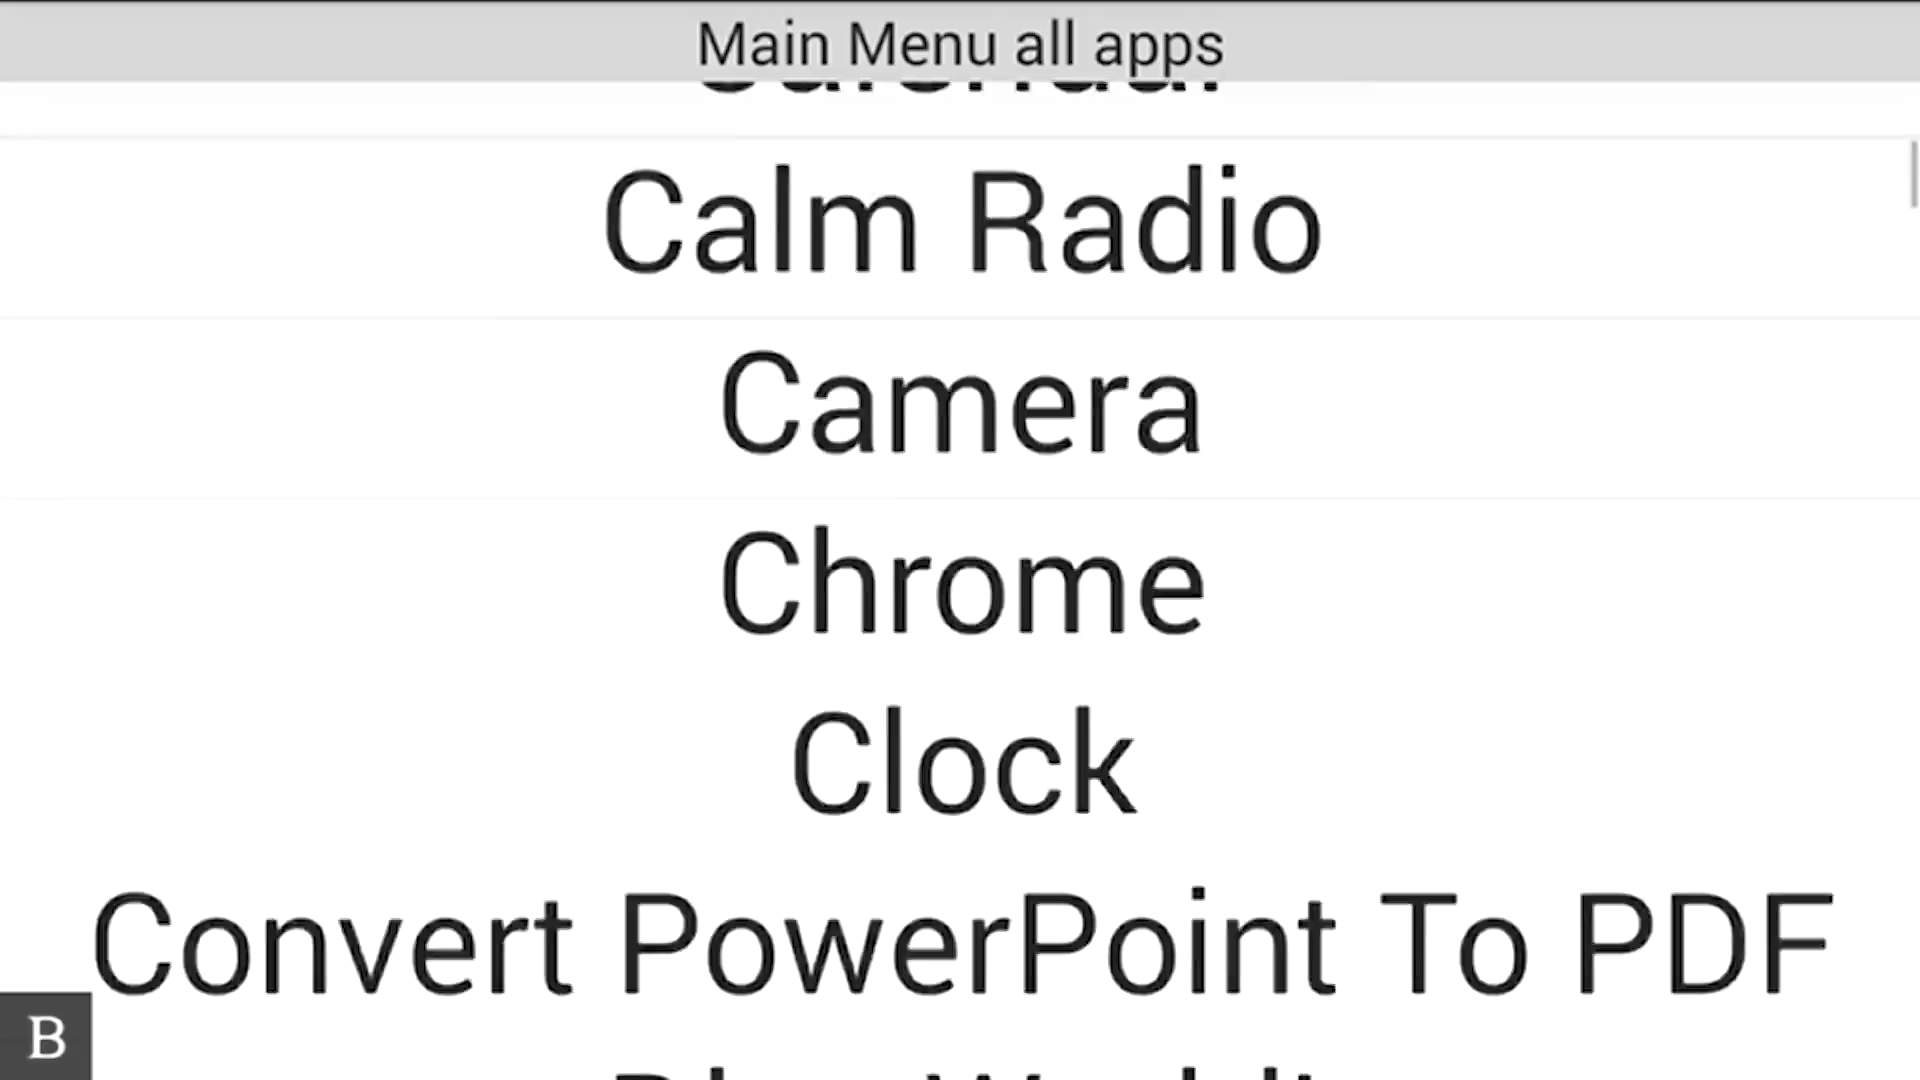 Main Menu all apps
Calm Radio
Camera
Chrome
Clock
Convert PowerPoint To PDF
B